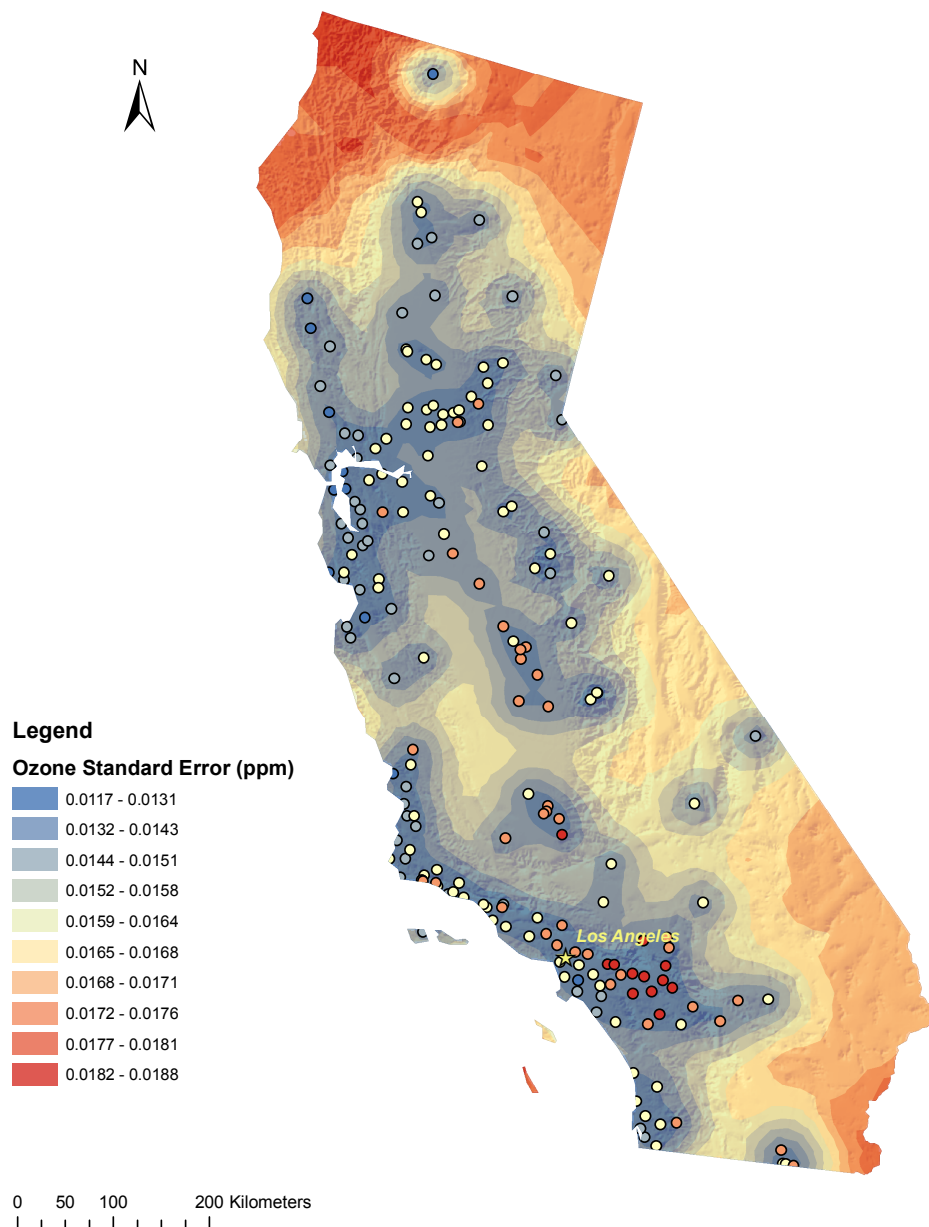 N
Los Angeles
Legend
Ozone Standard Error (ppm)
0.0117 - 0.0131
0.0132 - 0.0143
0.0144 - 0.0151
0.0152 - 0.0158
0.0159 - 0.0164
0.0165 - 0.0168
0.0168 - 0.0171
0.0172 - 0.0176
0.0177 - 0.0181
0.0182 - 0.0188
0 50 100 200 Kilometers